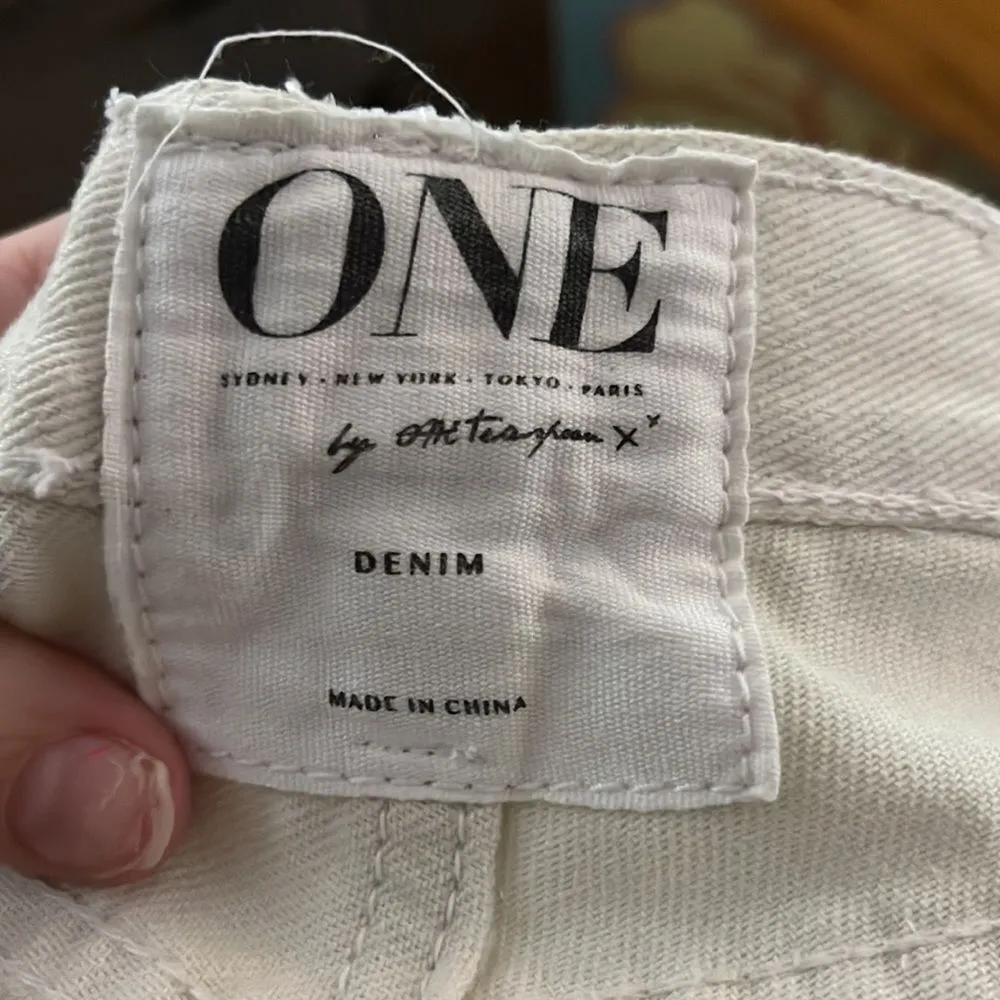 ONE
SYDNEY · NEW YORK · TOKYO · PARIS
by One Teaspoon x x
DENIM
MADE IN CHINA